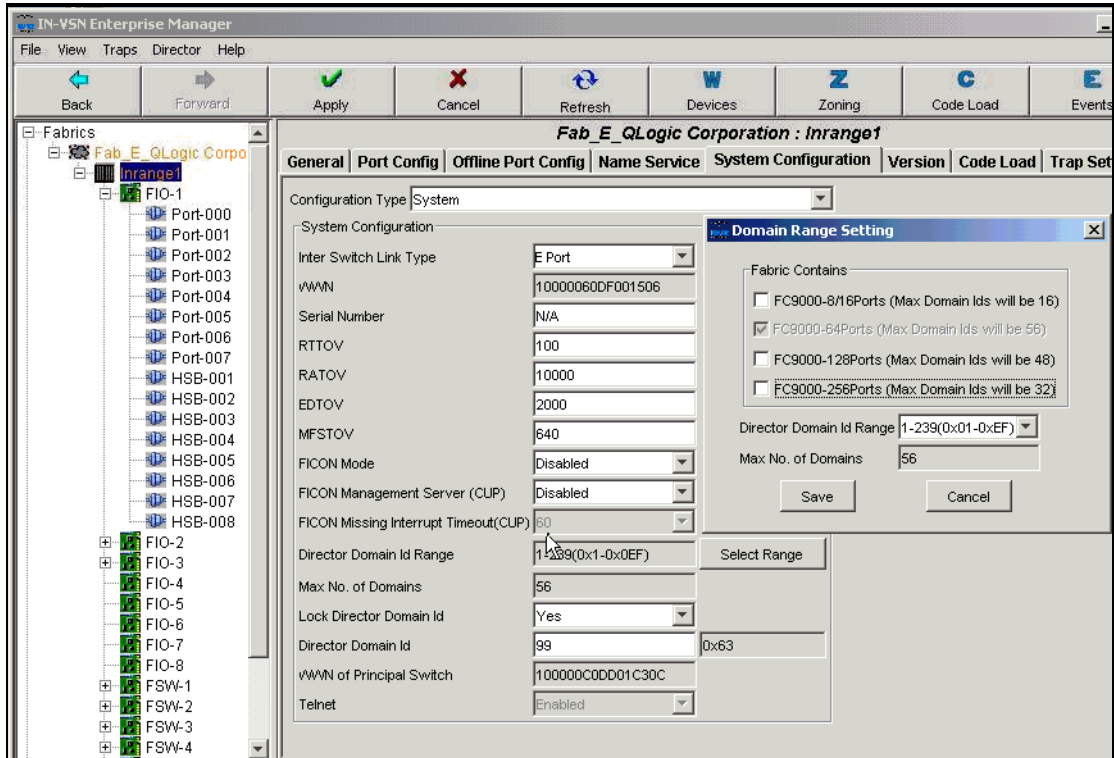 IN-VSN Enterprise Manager
File View Traps Director Help
Back Forward Apply Cancel Refresh Devices Zoning Code Load Events
Fabrics
Fab_E_QLogic Corpo
Inrange1
FIO-1
Port-000
Port-001
Port-002
Port-003
Port-004
Port-005
Port-006
Port-007
HSB-001
HSB-002
HSB-003
HSB-004
HSB-005
HSB-006
HSB-007
HSB-008
FIO-2
FIO-3
FIO-4
FIO-5
FIO-6
FIO-7
FIO-8
FSW-1
FSW-2
FSW-3
FSW-4
Fab_E_QLogic Corporation : Inrange1
General Port Config Offline Port Config Name Service System Configuration Version Code Load Trap Set
Configuration Type System
System Configuration
Inter Switch Link Type E Port
WWN 10000060DF001506
Serial Number N/A
RTTOV 100
RATOV 10000
EDTOV 2000
MFSTOV 640
FICON Mode Disabled
FICON Management Server (CUP) Disabled
FICON Missing Interrupt Timeout(CUP) 60
Director Domain Id Range 1-239(0x1-0x0EF) Select Range
Max No. of Domains 56
Lock Director Domain Id Yes
Director Domain Id 99 0x63
WWN of Principal Switch 100000C0DD01C30C
Telnet Enabled
Domain Range Setting
Fabric Contains
FC9000-8/16Ports (Max Domain Ids will be 16)
FC9000-64Ports (Max Domain Ids will be 56)
FC9000-128Ports (Max Domain Ids will be 48)
FC9000-256Ports (Max Domain Ids will be 32)
Director Domain Id Range 1-239(0x01-0xEF)
Max No. of Domains 56
Save Cancel